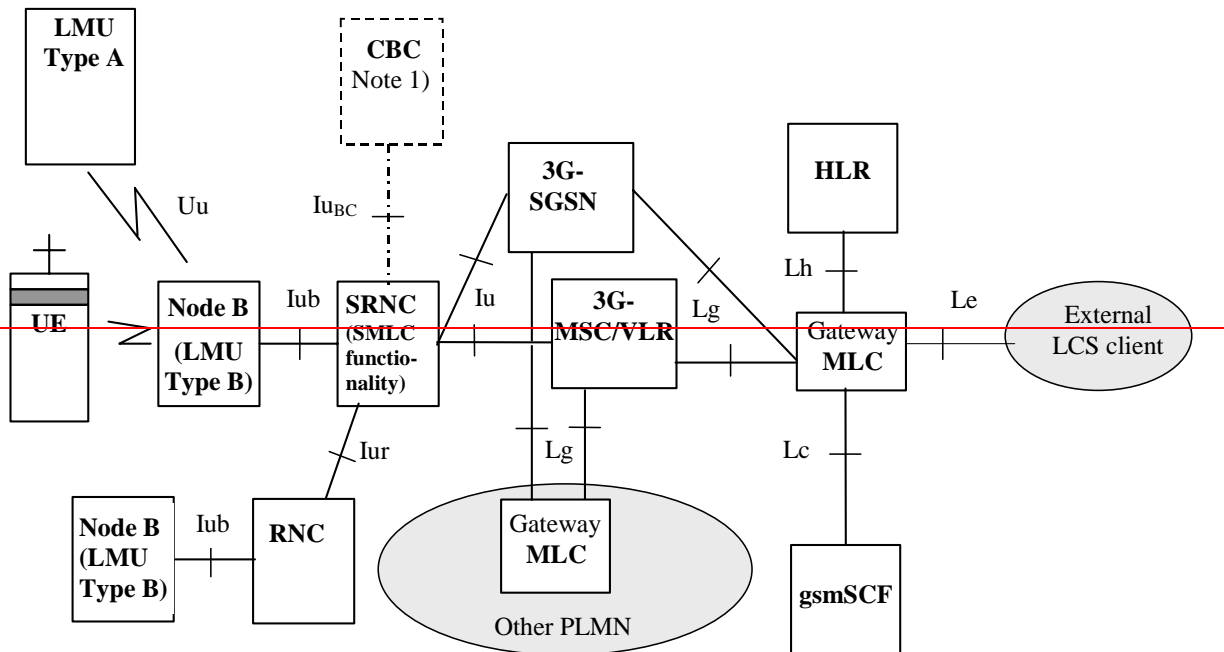 LMU
Type A
CBC
Note 1)
3G-
SGSN
HLR
Uu
IuBC
Lh
Iub
Iu
Lg
Le
UE
Node B
(LMU
Type B)
SRNC
(SMLC
functio-
nality)
3G-
MSC/VLR
Gateway
MLC
External
LCS client
Iur
Lg
Lc
Node B
(LMU
Type B)
Iub
RNC
Gateway
MLC
gsmSCF
Other PLMN